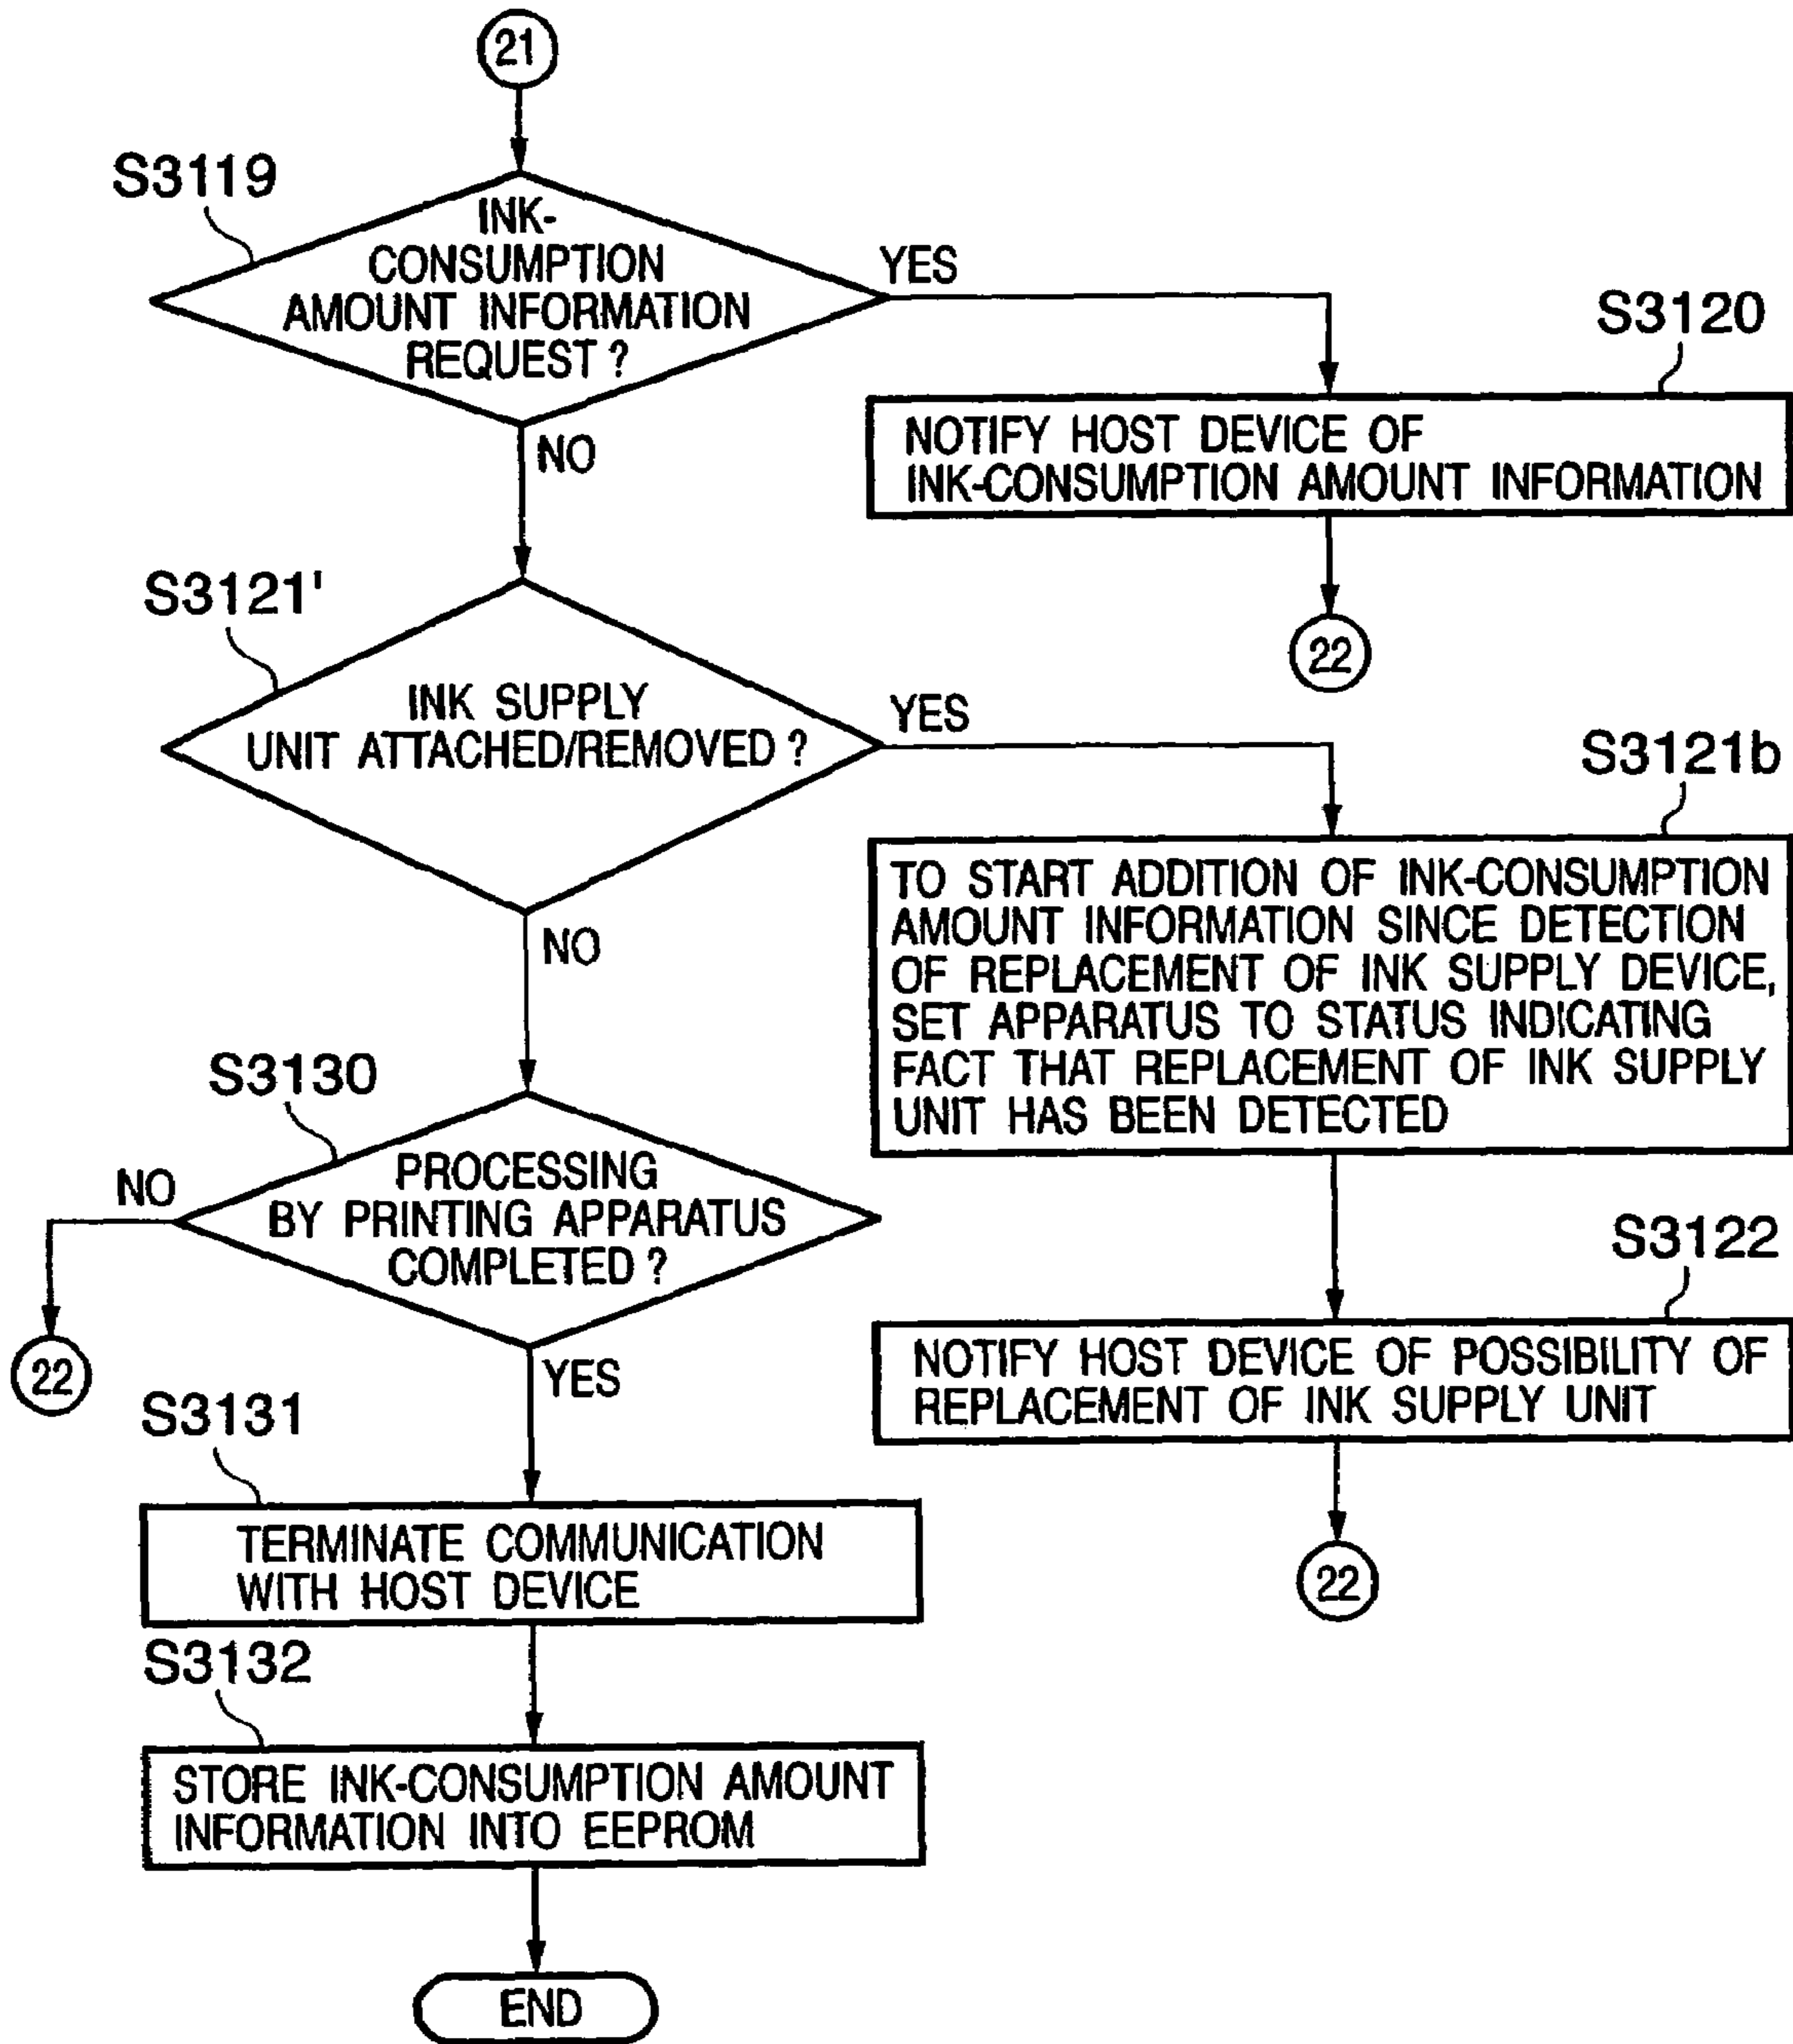 21
S3119
INK-
CONSUMPTION
AMOUNT INFORMATION
REQUEST ?
YES
NO
S3120
NOTIFY HOST DEVICE OF
INK-CONSUMPTION AMOUNT INFORMATION
22
S3121'
INK SUPPLY
UNIT ATTACHED/REMOVED ?
YES
NO
S3121b
TO START ADDITION OF INK-CONSUMPTION
AMOUNT INFORMATION SINCE DETECTION
OF REPLACEMENT OF INK SUPPLY DEVICE,
SET APPARATUS TO STATUS INDICATING
FACT THAT REPLACEMENT OF INK SUPPLY
UNIT HAS BEEN DETECTED
S3122
NOTIFY HOST DEVICE OF POSSIBILITY OF
REPLACEMENT OF INK SUPPLY UNIT
22
S3130
PROCESSING
BY PRINTING APPARATUS
COMPLETED ?
NO
22
YES
S3131
TERMINATE COMMUNICATION
WITH HOST DEVICE
S3132
STORE INK-CONSUMPTION AMOUNT
INFORMATION INTO EEPROM
END